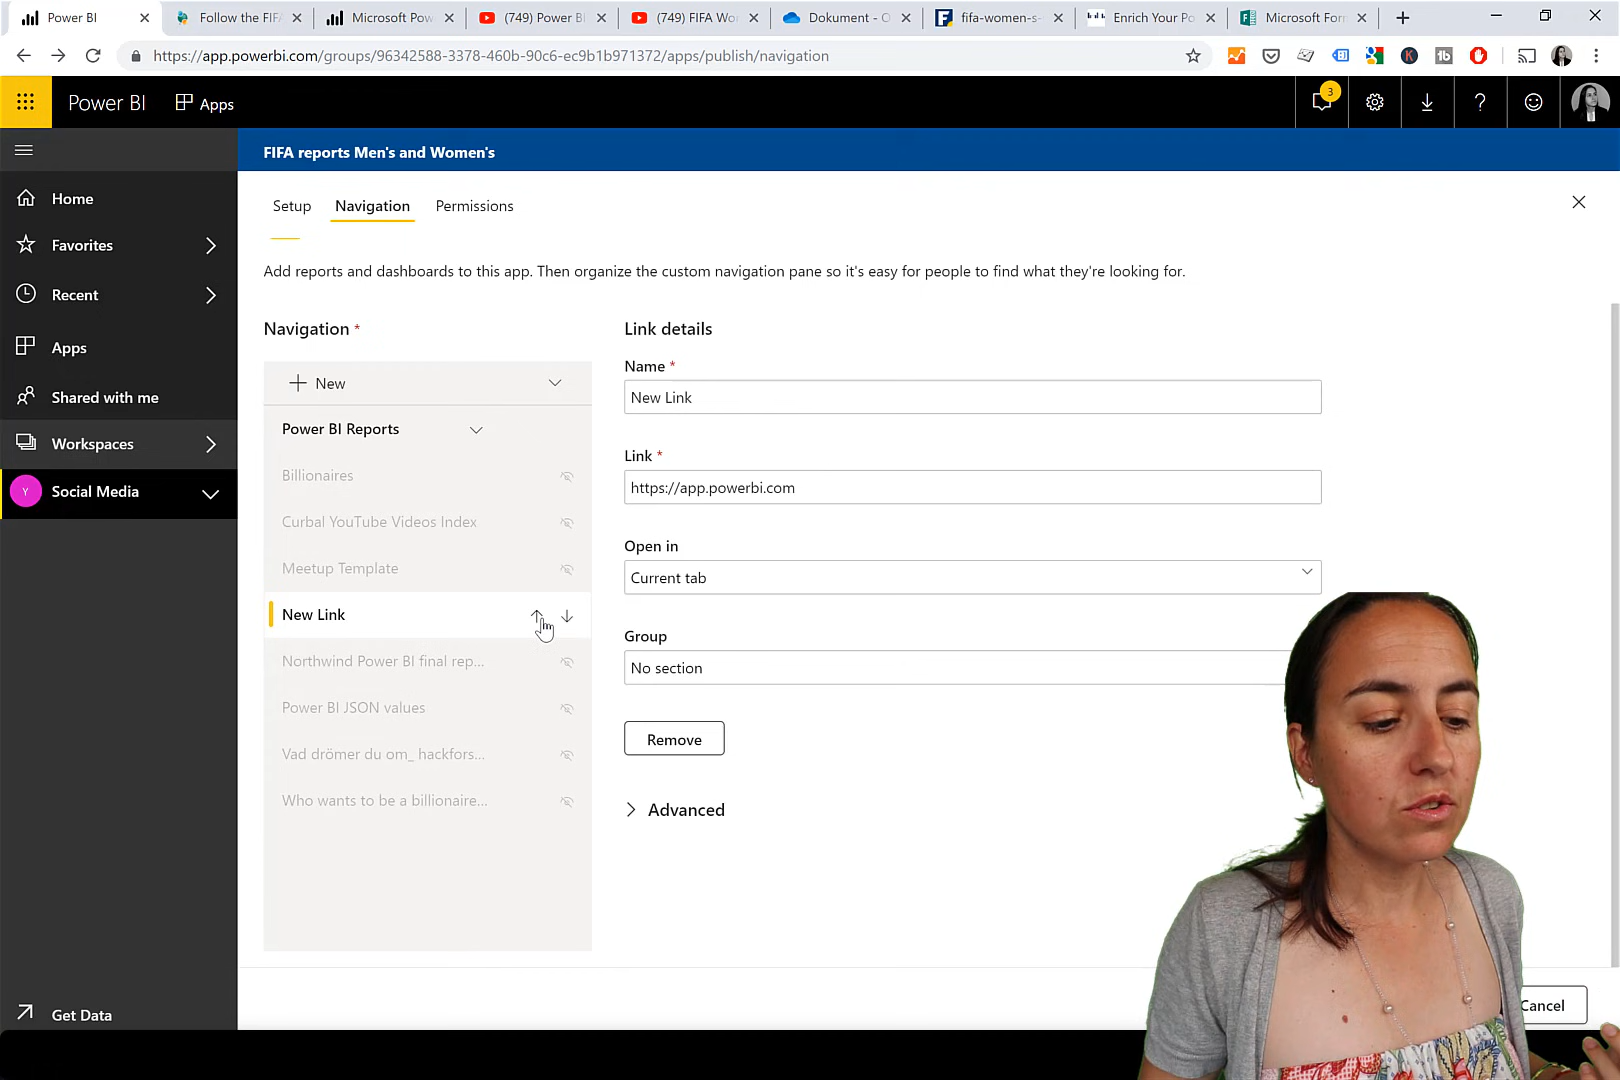 Power BI
Follow the FIF
Microsoft Pow
(749) Power B
(749) FIFA Wo
Dokument - O
fifa-women-s-
Enrich Your Po
Microsoft For
https://app.powerbi.com/groups/96342588-3378-460b-90c6-ec9b1b971372/apps/publish/navigation
Power BI
Apps
3
?
FIFA reports Men's and Women's
Home
Favorites
Recent
Apps
Shared with me
Workspaces
Y
Social Media
Get Data
Setup
Navigation
Permissions
Add reports and dashboards to this app. Then organize the custom navigation pane so it's easy for people to find what they're looking for.
Navigation *
New
Power BI Reports
Billionaires
Curbal YouTube Videos Index
Meetup Template
New Link
Northwind Power BI final rep...
Power BI JSON values
Vad drömer du om_ hackfors...
Who wants to be a billionaire...
Link details
Name *
New Link
Link *
https://app.powerbi.com
Open in
Current tab
Group
No section
Remove
Advanced
Cancel